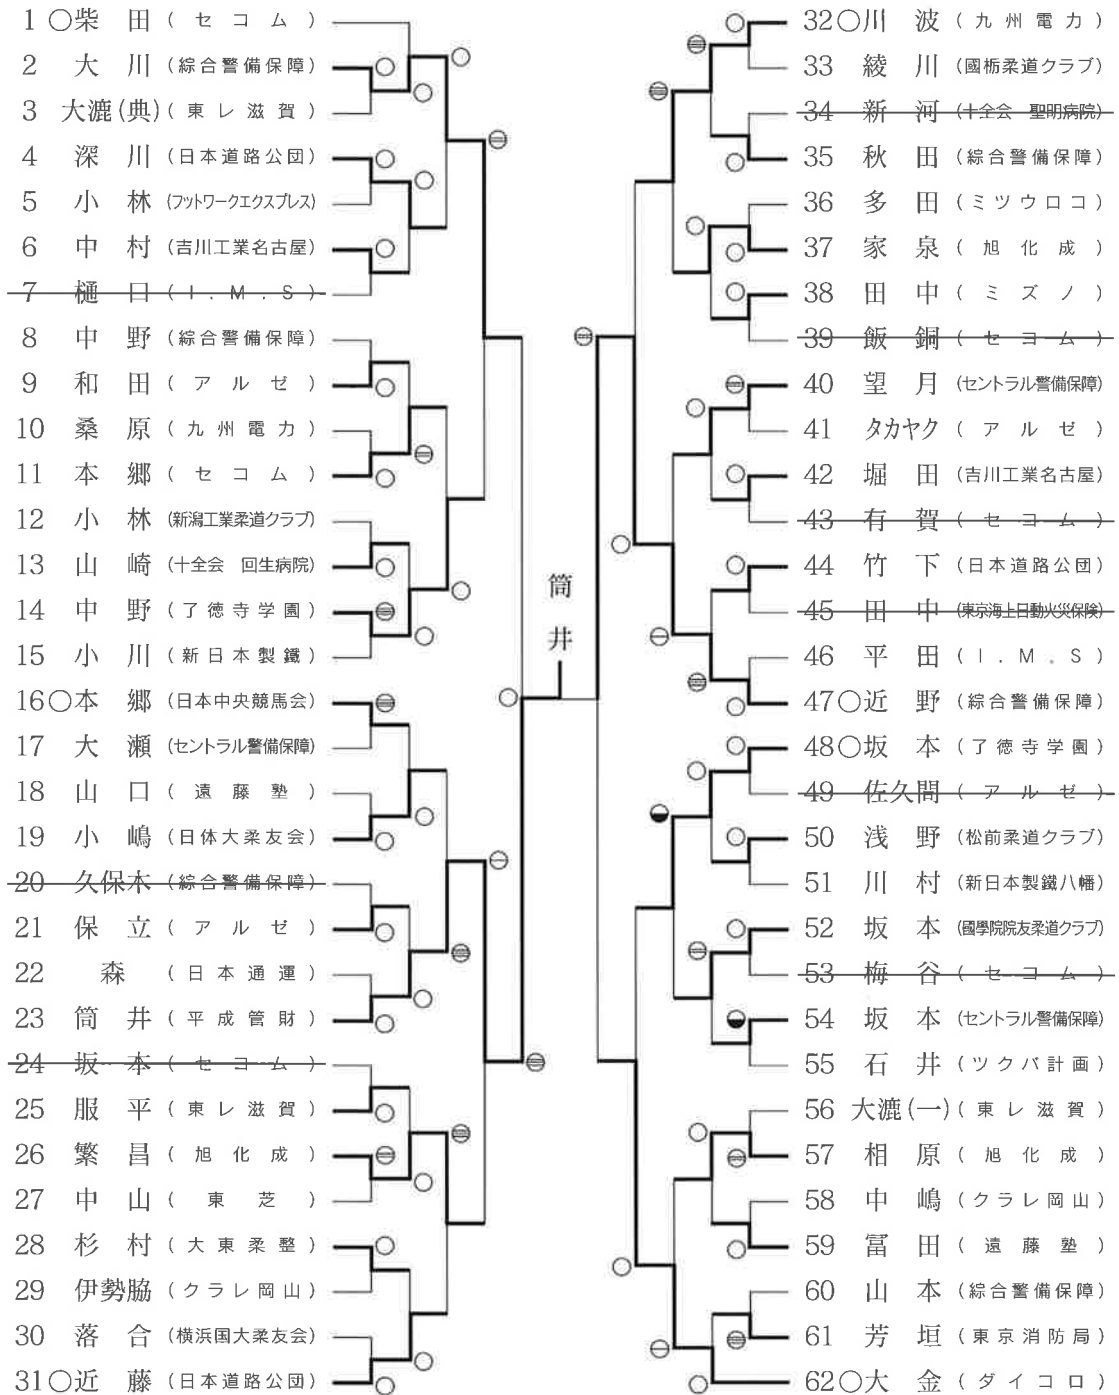 1 ○柴田 (セコム)
2 大川 (綜合警備保障)
3 大漉(典) (東レ滋賀)
4 深川 (日本道路公団)
5 小林 (フットワークエクスプレス)
6 中村 (吉川工業名古屋)
7 樋口 (I.M.S)
8 中野 (綜合警備保障)
9 和田 (アルゼ)
10 桑原 (九州電力)
11 本郷 (セコム)
12 小林 (新潟工業柔道クラブ)
13 山崎 (十全会 回生病院)
14 中野 (了徳寺学園)
15 小川 (新日本製鐵)
16○本郷 (日本中央競馬会)
17 大瀬 (セントラル警備保障)
18 山口 (遠藤塾)
19 小嶋 (日体大柔友会)
20 久保木 (綜合警備保障)
21 保立 (アルゼ)
22 森 (日本通運)
23 筒井 (平成管財)
24 坂本 (セコム)
25 服平 (東レ滋賀)
26 繁昌 (旭化成)
27 中山 (東芝)
28 杉村 (大東柔整)
29 伊勢脇 (クラレ岡山)
30 落合 (横浜国大柔友会)
31○近藤 (日本道路公団)
筒井
32○川波 (九州電力)
33 綾川 (國栃柔道クラブ)
34 新河 (十全会 聖明病院)
35 秋田 (綜合警備保障)
36 多田 (ミツウロコ)
37 家泉 (旭化成)
38 田中 (ミズノ)
39 飯銅 (セコム)
40 望月 (セントラル警備保障)
41 タカヤク (アルゼ)
42 堀田 (吉川工業名古屋)
43 有賀 (セコム)
44 竹下 (日本道路公団)
45 田中 (東京海上日動火災保険)
46 平田 (I.M.S)
47○近野 (綜合警備保障)
48○坂本 (了徳寺学園)
49 佐久間 (アルゼ)
50 浅野 (松前柔道クラブ)
51 川村 (新日本製鐵八幡)
52 坂本 (國學院院友柔道クラブ)
53 梅谷 (セコム)
54 坂本 (セントラル警備保障)
55 石井 (ツクバ計画)
56 大漉(一) (東レ滋賀)
57 相原 (旭化成)
58 中嶋 (クラレ岡山)
59 冨田 (遠藤塾)
60 山本 (綜合警備保障)
61 芳垣 (東京消防局)
62○大金 (ダイコロ)